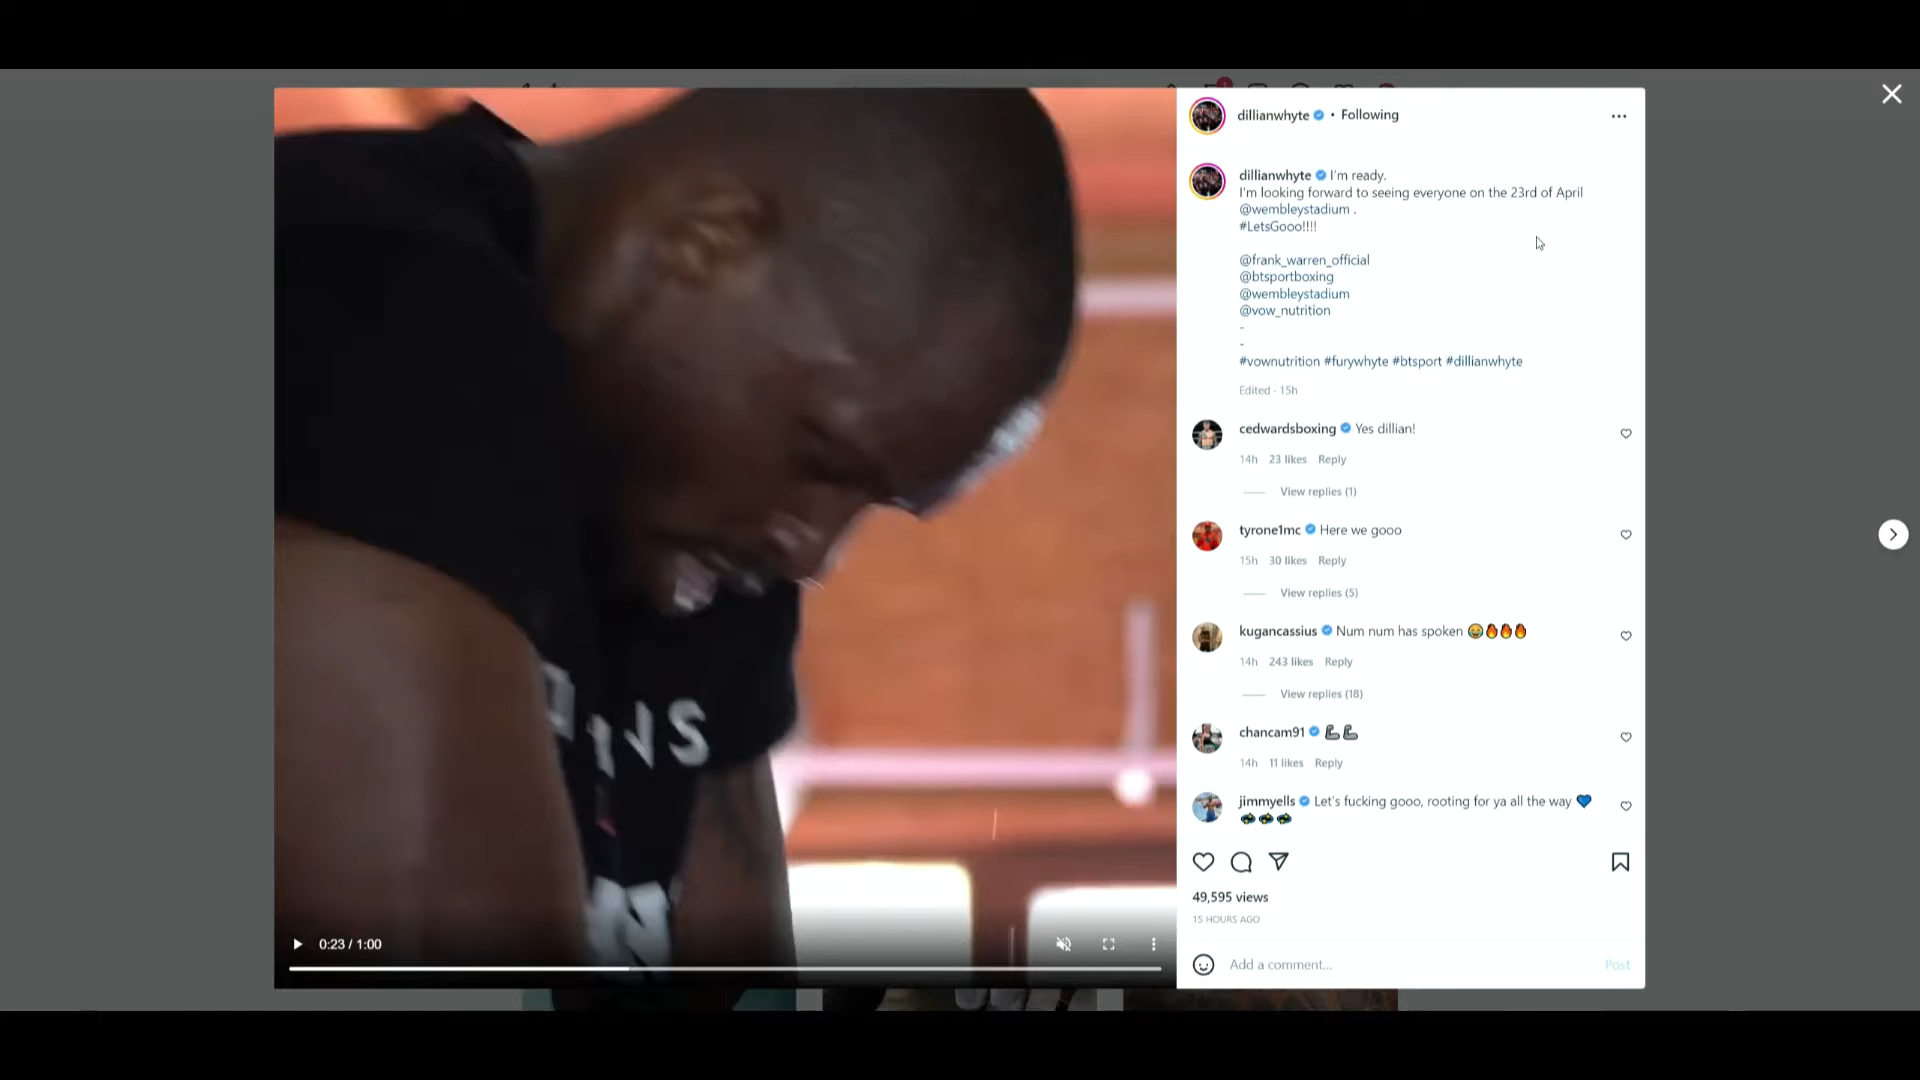 dillianwhyte • Following
dillianwhyte I'm ready.
I'm looking forward to seeing everyone on the 23rd of April
@wembleystadium .
#LetsGooo!!!!
@frank_warren_official
@btsportboxing
@wembleystadium
@vow_nutrition
-
-
#vownutrition #furywhyte #btsport #dillianwhyte
Edited · 15h
cedwardsboxing Yes dillian!
14h 23 likes Reply
View replies (1)
tyrone1mc Here we gooo
15h 30 likes Reply
View replies (5)
kugancassius Num num has spoken 😂🔥🔥🔥
14h 243 likes Reply
View replies (18)
chancam91 🦾🦾
14h 11 likes Reply
jimmyells Let's fucking gooo, rooting for ya all the way 💙
49,595 views
15 HOURS AGO
Add a comment...
Post
0:23 / 1:00